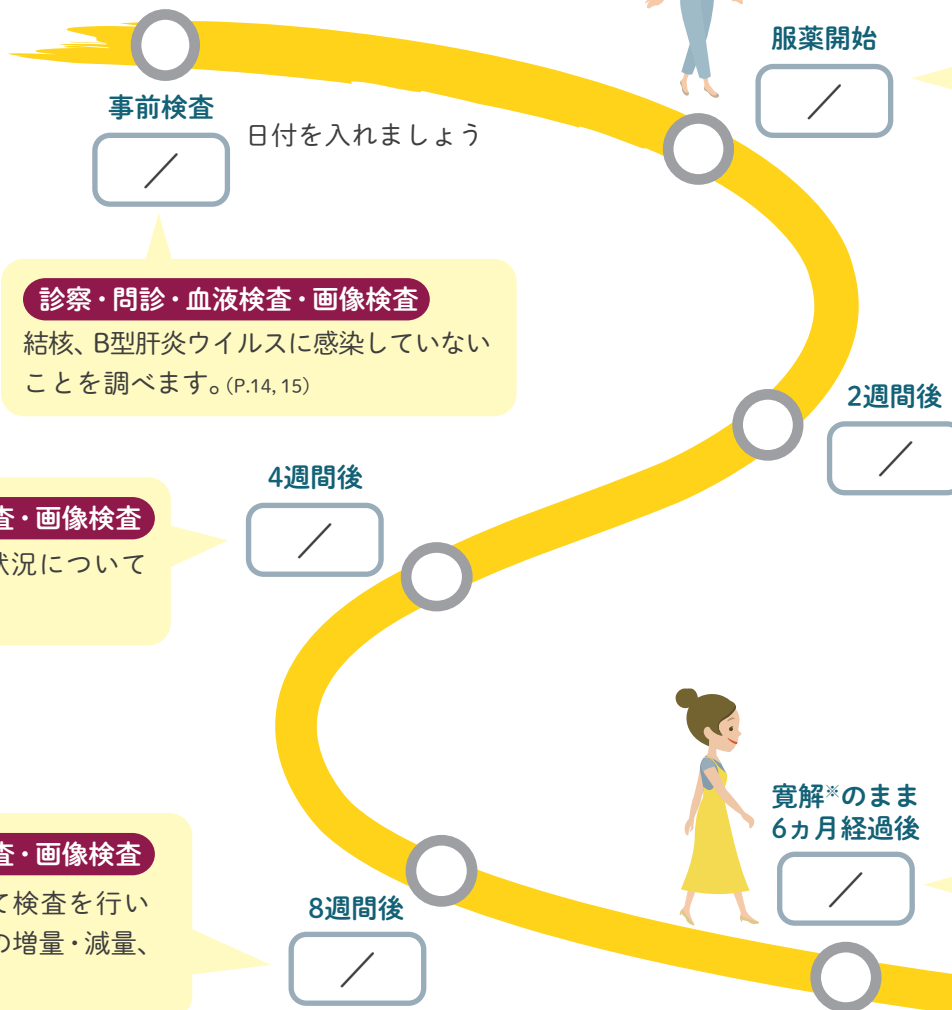 服薬開始
／
事前検査
日付を入れましょう
／
診察・問診・血液検査・画像検査
結核、B型肝炎ウイルスに感染していない
ことを調べます。(P.14, 15)
2週間後
／
4週間後
／
査・画像検査
状況について
寛解※のまま
6ヵ月経過後
／
査・画像検査
て検査を行い
の増量・減量、
8週間後
／